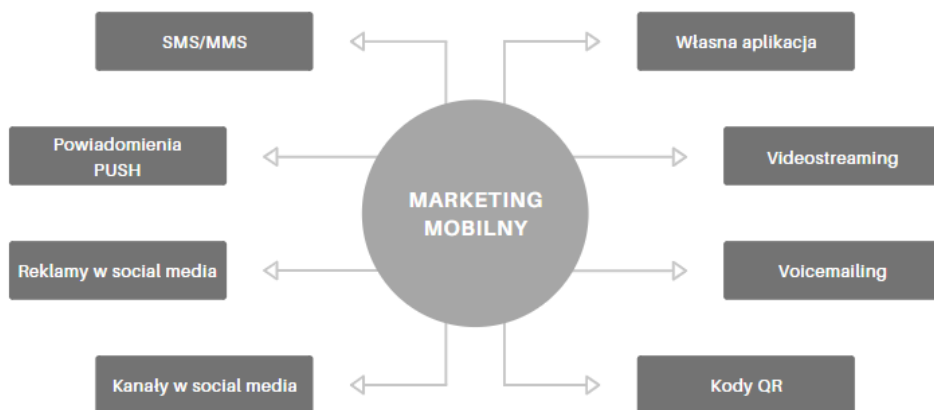 SMS/MMS
Własna aplikacja
Powiadomienia
PUSH
Videostreaming
MARKETING
MOBILNY
Reklamy w social media
Voicemailing
Kanały w social media
Kody QR